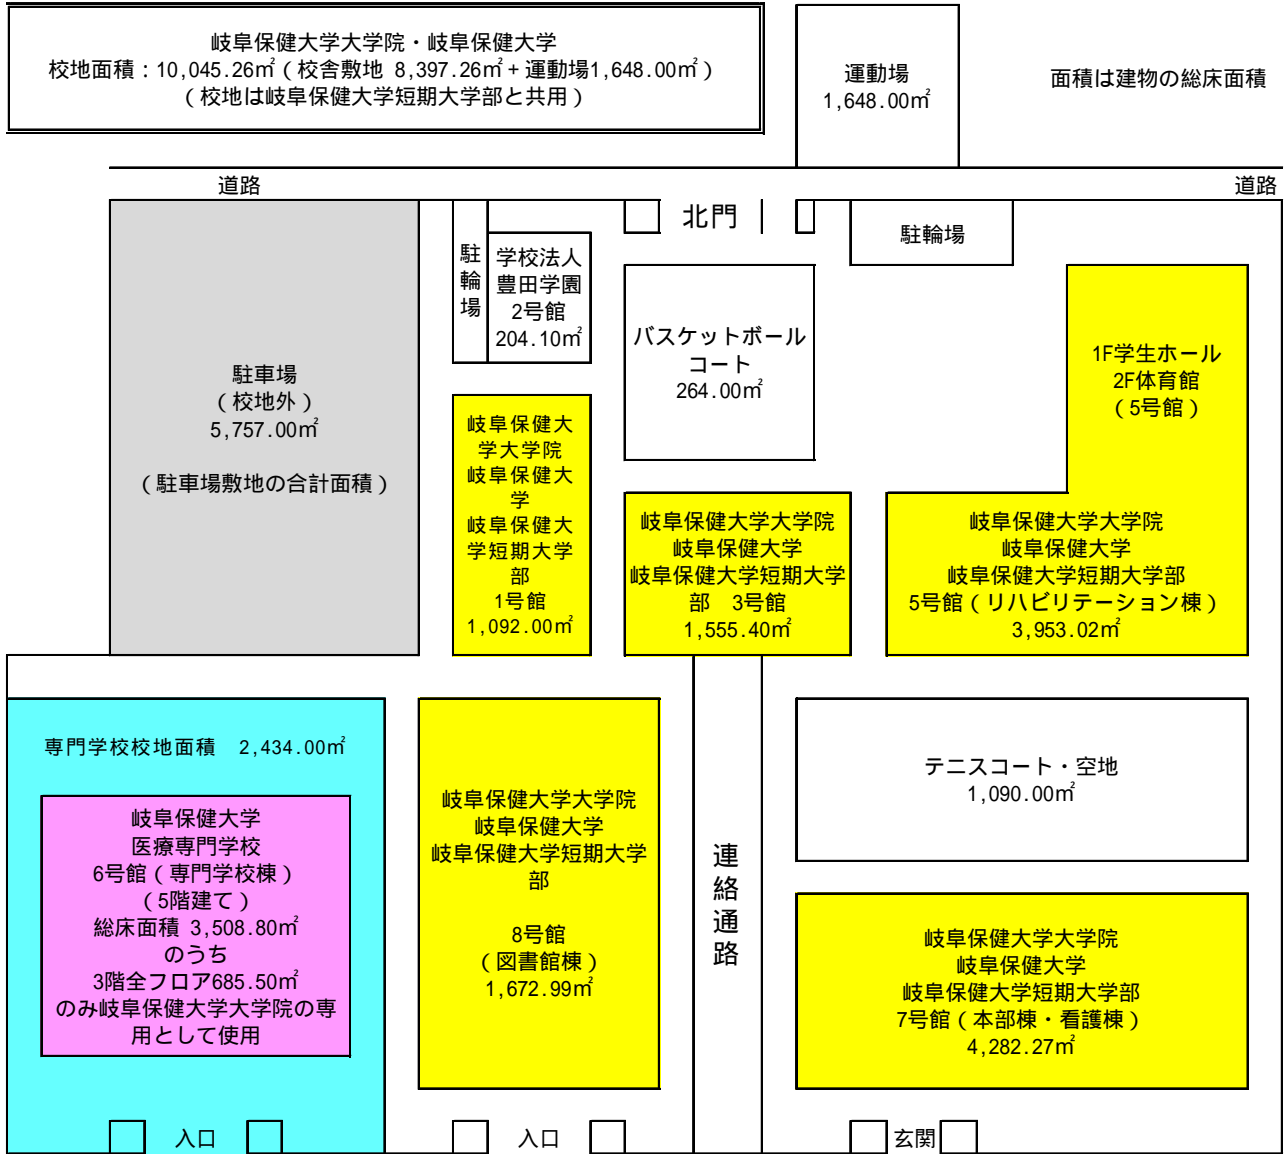 岐阜保健大学大学院・岐阜保健大学
校地面積：10,045.26㎡（校舎敷地 8,397.26㎡+運動場1,648.00㎡）
（校地は岐阜保健大学短期大学部と共用）
運動場
1,648.00㎡
面積は建物の総床面積
道路
道路
北門
駐輪場
駐輪場
学校法人
豊田学園
2号館
204.10㎡
バスケットボール
コート
264.00㎡
1F学生ホール
2F体育館
（5号館）
駐車場
（校地外）
5,757.00㎡
（駐車場敷地の合計面積）
岐阜保健大
学大学院
岐阜保健大
学
岐阜保健大
学短期大学
部
1号館
1,092.00㎡
岐阜保健大学大学院
岐阜保健大学
岐阜保健大学短期大学
部　3号館
1,555.40㎡
岐阜保健大学大学院
岐阜保健大学
岐阜保健大学短期大学部
5号館（リハビリテーション棟）
3,953.02㎡
専門学校校地面積　2,434.00㎡
岐阜保健大学
医療専門学校
6号館（専門学校棟）
（5階建て）
総床面積 3,508.80㎡
のうち
3階全フロア685.50㎡
のみ岐阜保健大学大学院の専
用として使用
岐阜保健大学大学院
岐阜保健大学
岐阜保健大学短期大学
部
8号館
（図書館棟）
1,672.99㎡
連絡通路
テニスコート・空地
1,090.00㎡
岐阜保健大学大学院
岐阜保健大学
岐阜保健大学短期大学部
7号館（本部棟・看護棟）
4,282.27㎡
入口
入口
玄関